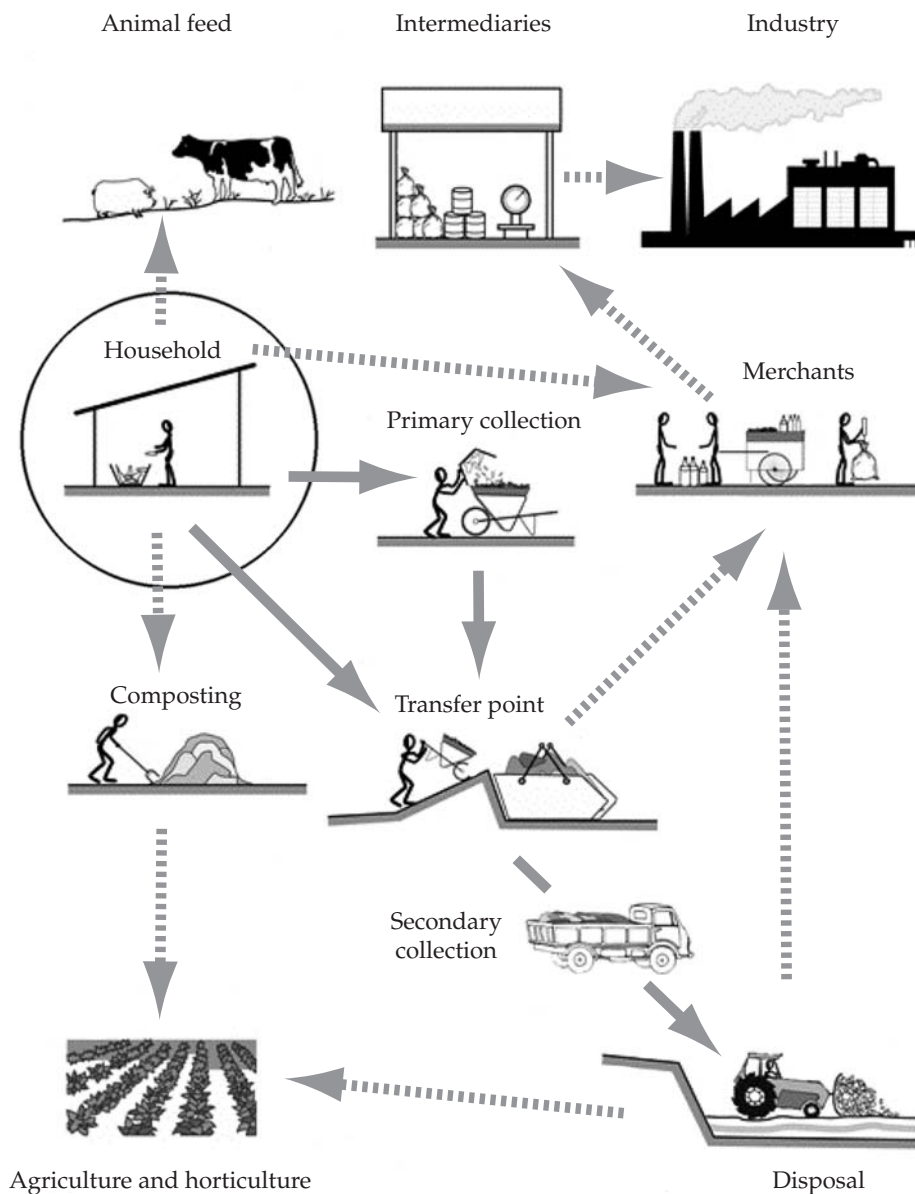 Animal feed
Intermediaries
Industry
Household
Merchants
Primary collection
Composting
Transfer point
Secondary
collection
Agriculture and horticulture
Disposal